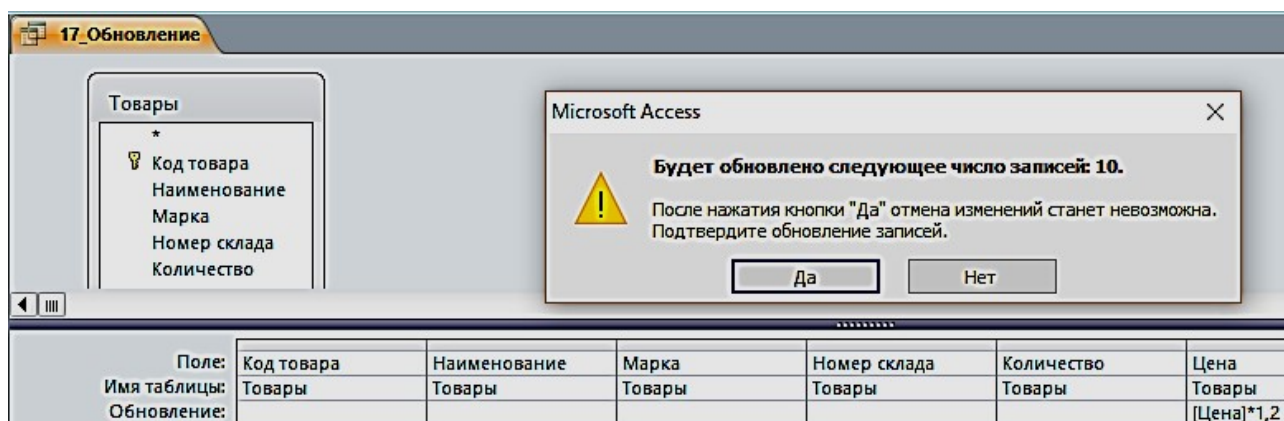 17_Обновление
Товары
*
Код товара
Наименование
Марка
Номер склада
Количество
Microsoft Access
Будет обновлено следующее число записей: 10.
После нажатия кнопки "Да" отмена изменений станет невозможна.
Подтвердите обновление записей.
Да Нет
Поле: Код товара Наименование Марка Номер склада Количество Цена
Имя таблицы: Товары Товары Товары Товары Товары Товары
Обновление: [Цена]*1,2